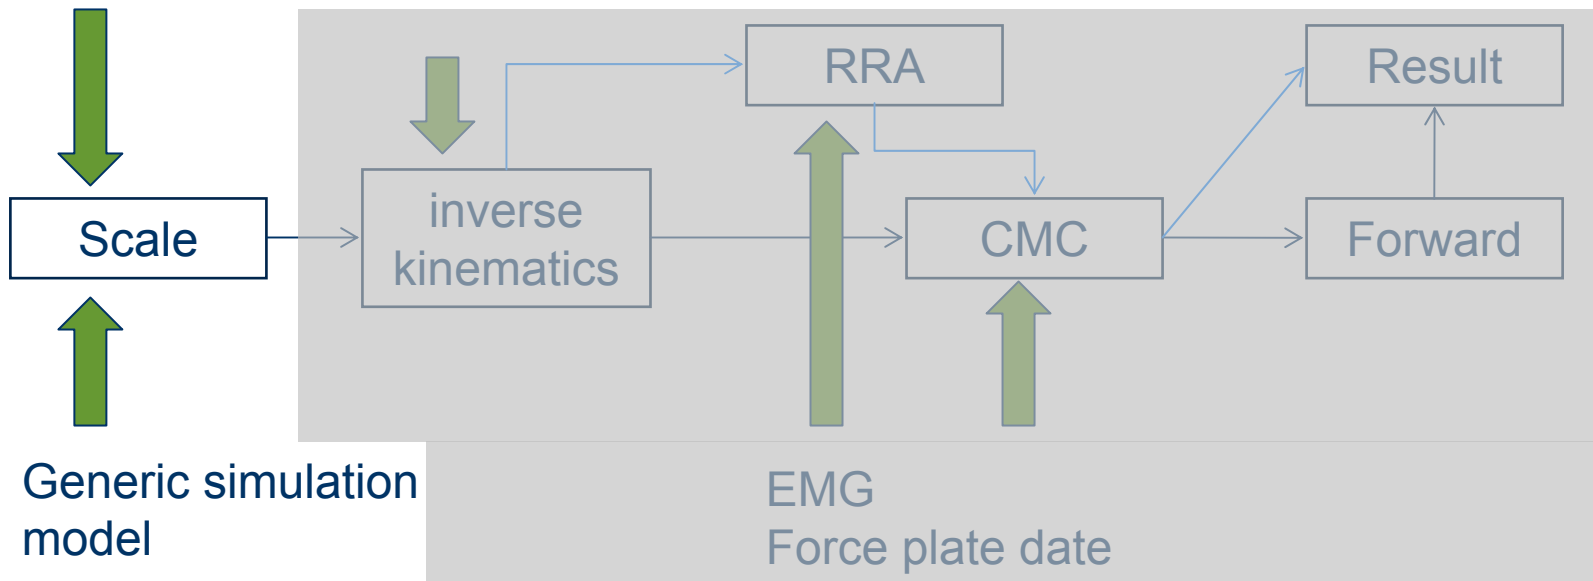 RRA
Result
inverse
kinematics
Scale
CMC
Forward
Generic simulation
model
EMG
Force plate date